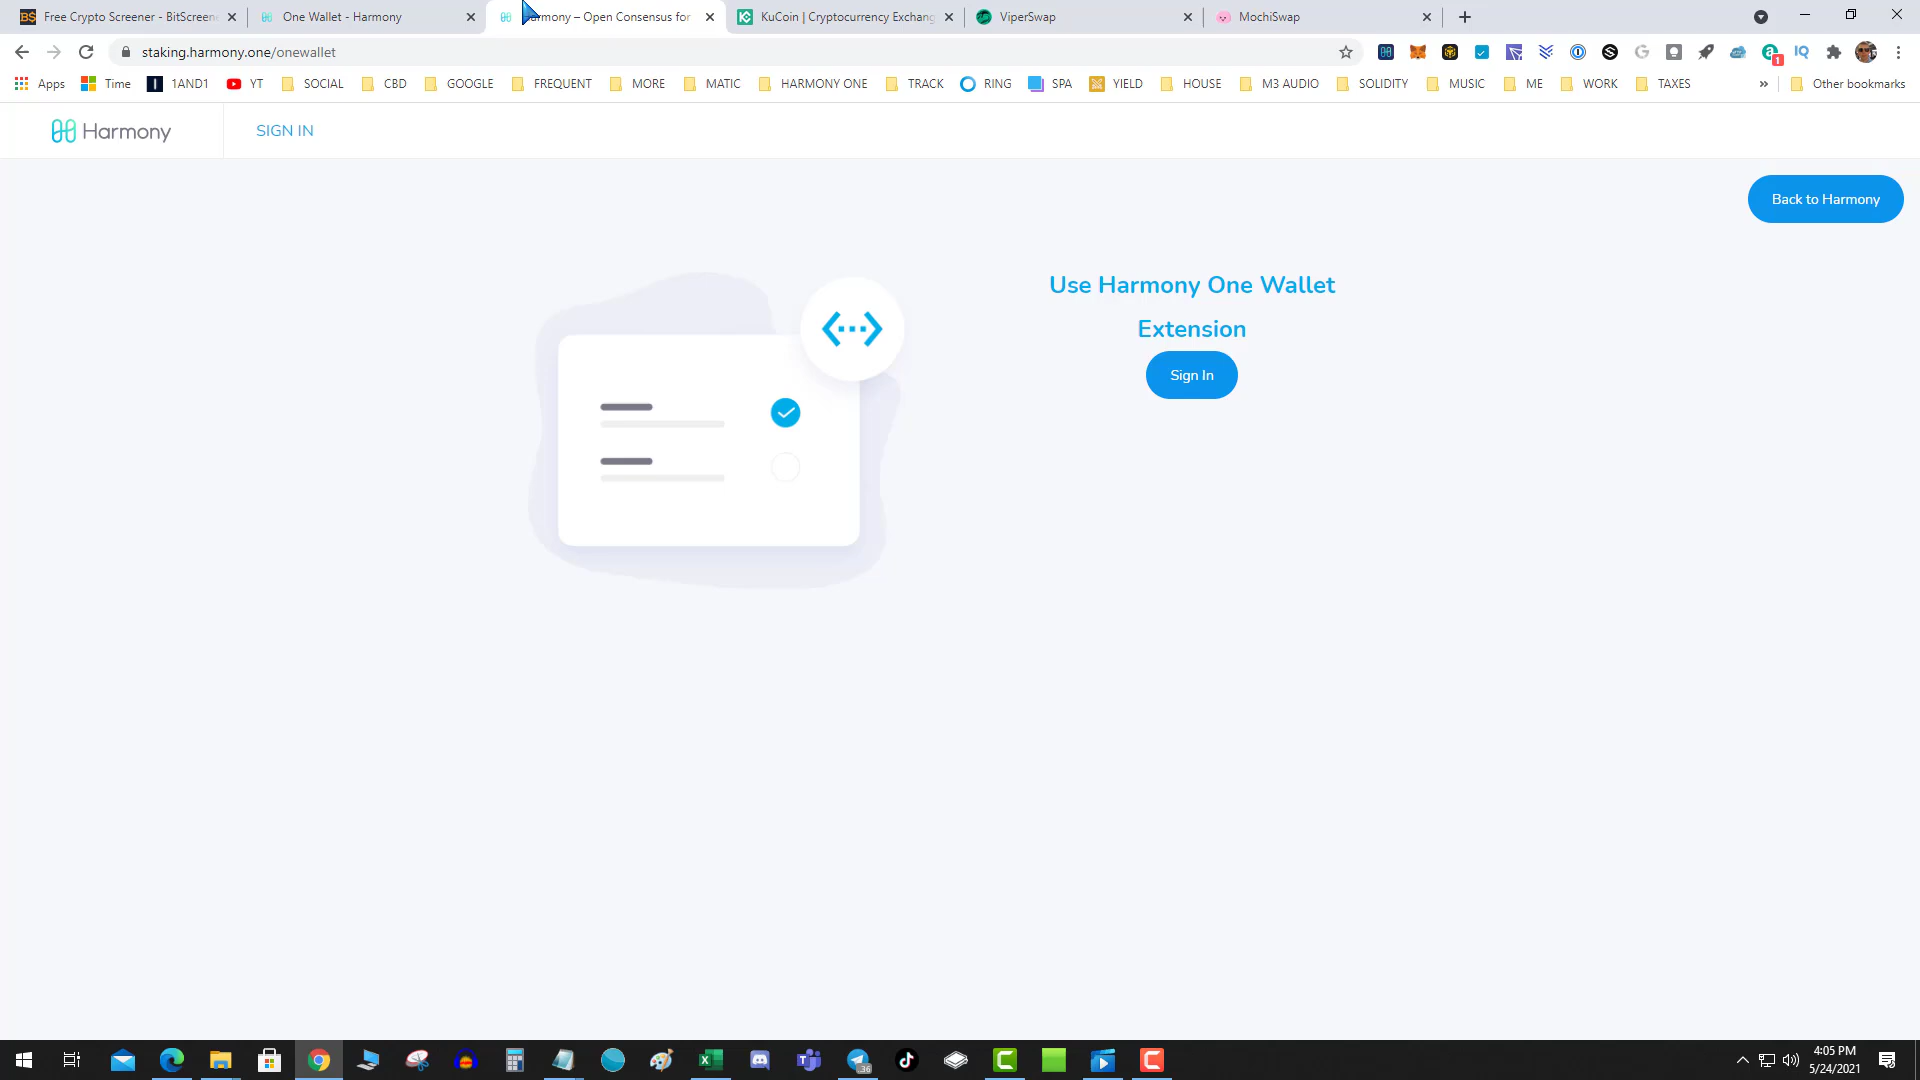 Free Crypto Screener - BitScreene
One Wallet - Harmony
rmony – Open Consensus for
KuCoin | Cryptocurrency Exchang
ViperSwap
MochiSwap
staking.harmony.one/onewallet
Apps Time 1AND1 YT SOCIAL CBD GOOGLE FREQUENT MORE MATIC HARMONY ONE TRACK RING SPA YIELD HOUSE M3 AUDIO SOLIDITY MUSIC ME WORK TAXES » Other bookmarks
Harmony
SIGN IN
Back to Harmony
Use Harmony One Wallet
Extension
Sign In
4:05 PM
5/24/2021